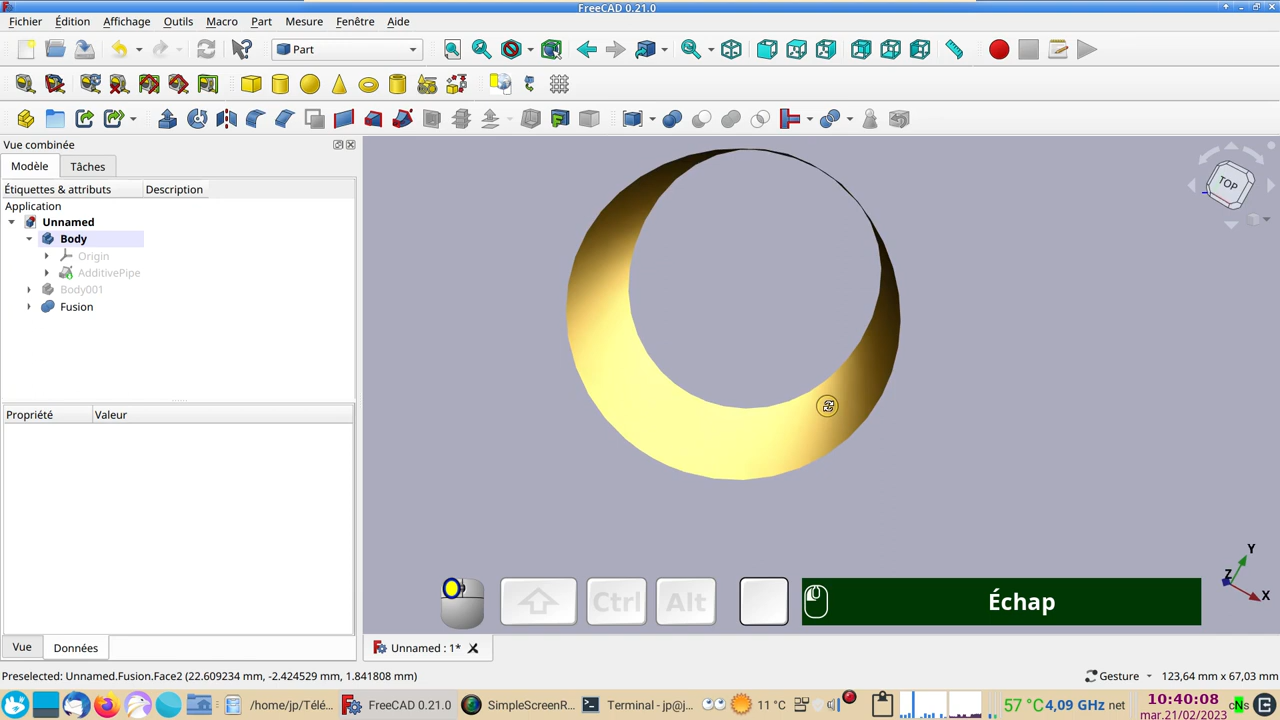 FreeCAD 0.21.0
Fichier Édition Affichage Outils Macro Part Mesure Fenêtre Aide
Part
Vue combinée
Modèle Tâches
Étiquettes & attributs Description
Application
Unnamed
Body
Origin
AdditivePipe
Body001
Fusion
Propriété Valeur
Vue Données
TOP
Y
Z
X
Ctrl Alt Échap
Unnamed : 1*
Preselected: Unnamed.Fusion.Face2 (22.609234 mm, -2.424529 mm, 1.841808 mm)
Gesture 123,64 mm x 67,03 mm
/home/jp/Télé... FreeCAD 0.21.0 SimpleScreenR... Terminal - jp@j... 11 °C 57 °C 4,09 GHz net 10:40:08
mar.21/02/2023